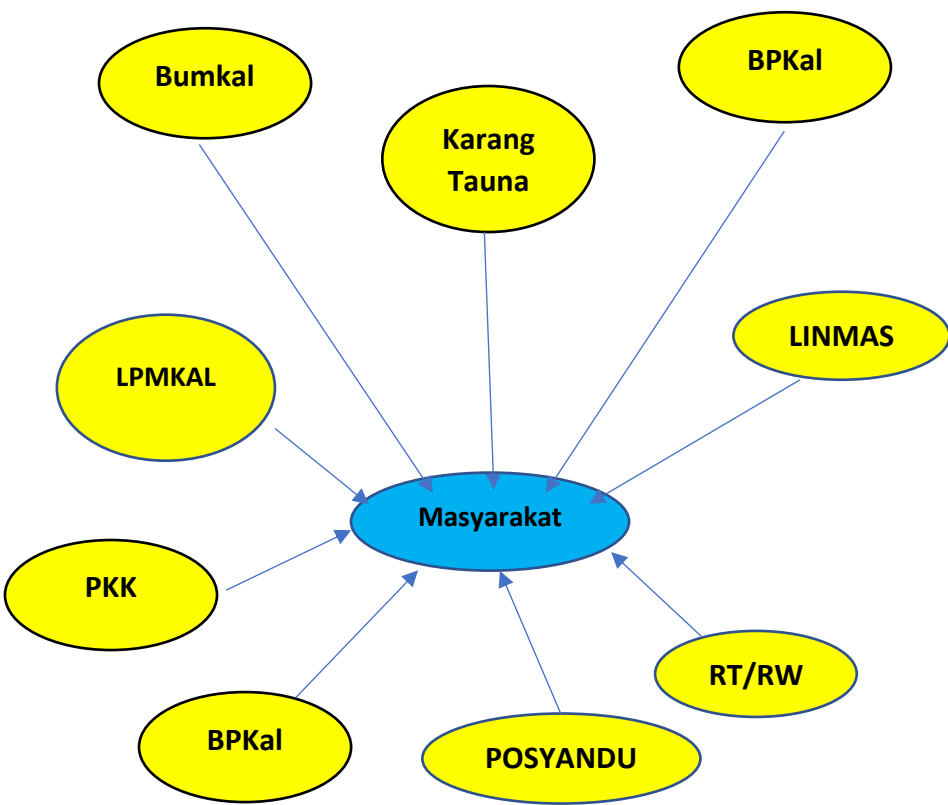 Bumkal
BPKal
Karang
Tauna
LINMAS
LPMKAL
Masyarakat
PKK
RT/RW
BPKal
POSYANDU